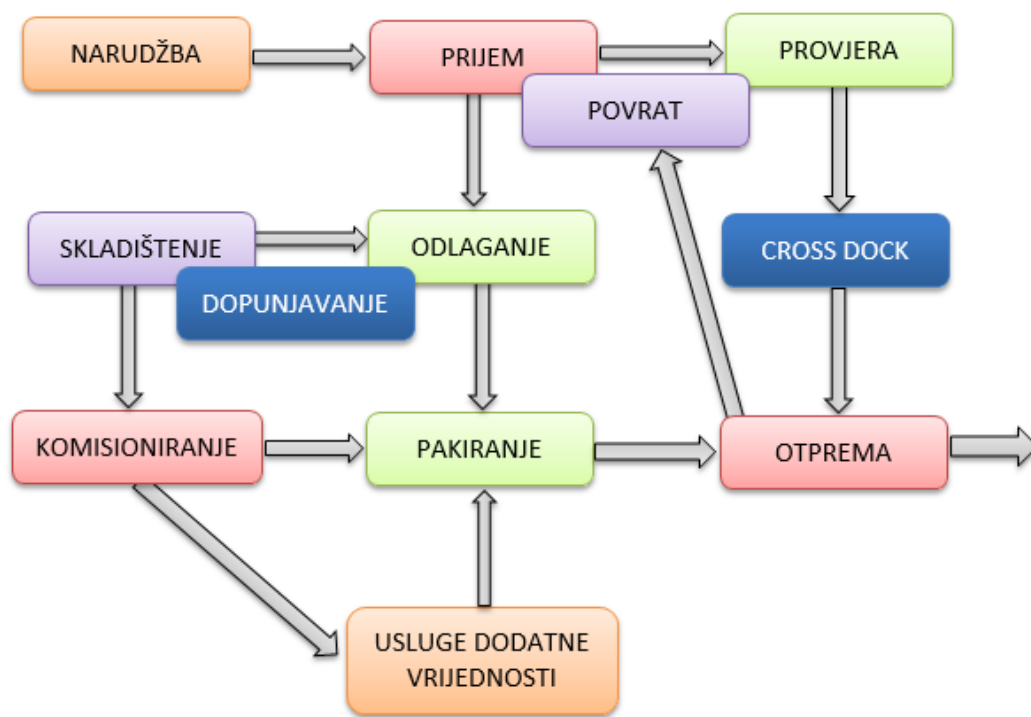 NARUDŽBA
PRIJEM
PROVJERA
POVRAT
SKLADIŠTENJE
ODLAGANJE
CROSS DOCK
DOPUNJAVANJE
KOMISIONIRANJE
PAKIRANJE
OTPREMA
USLUGE DODATNE
VRIJEDNOSTI